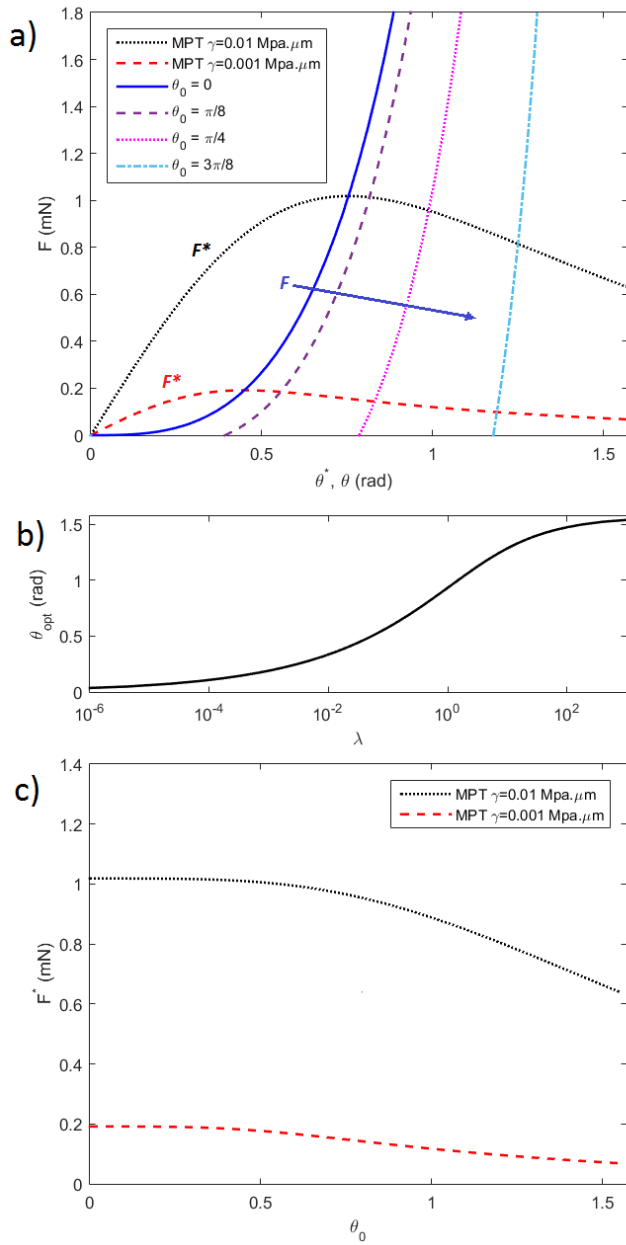 a)
1.8
1.6
1.4
1.2
1
0.8
0.6
0.4
0.2
0
F (mN)
MPT γ=0.01 Mpa.μm
MPT γ=0.001 Mpa.μm
θ0 = 0
θ0 = π/8
θ0 = π/4
θ0 = 3π/8
F*
F
F*
0 0.5 1 1.5
θ*, θ (rad)
b)
1.5
1
0.5
0
θopt (rad)
10-6 10-4 10-2 100 102
λ
c)
1.4
1.2
1
0.8
0.6
0.4
0.2
0
F* (mN)
MPT γ=0.01 Mpa.μm
MPT γ=0.001 Mpa.μm
0 0.5 1 1.5
θ0